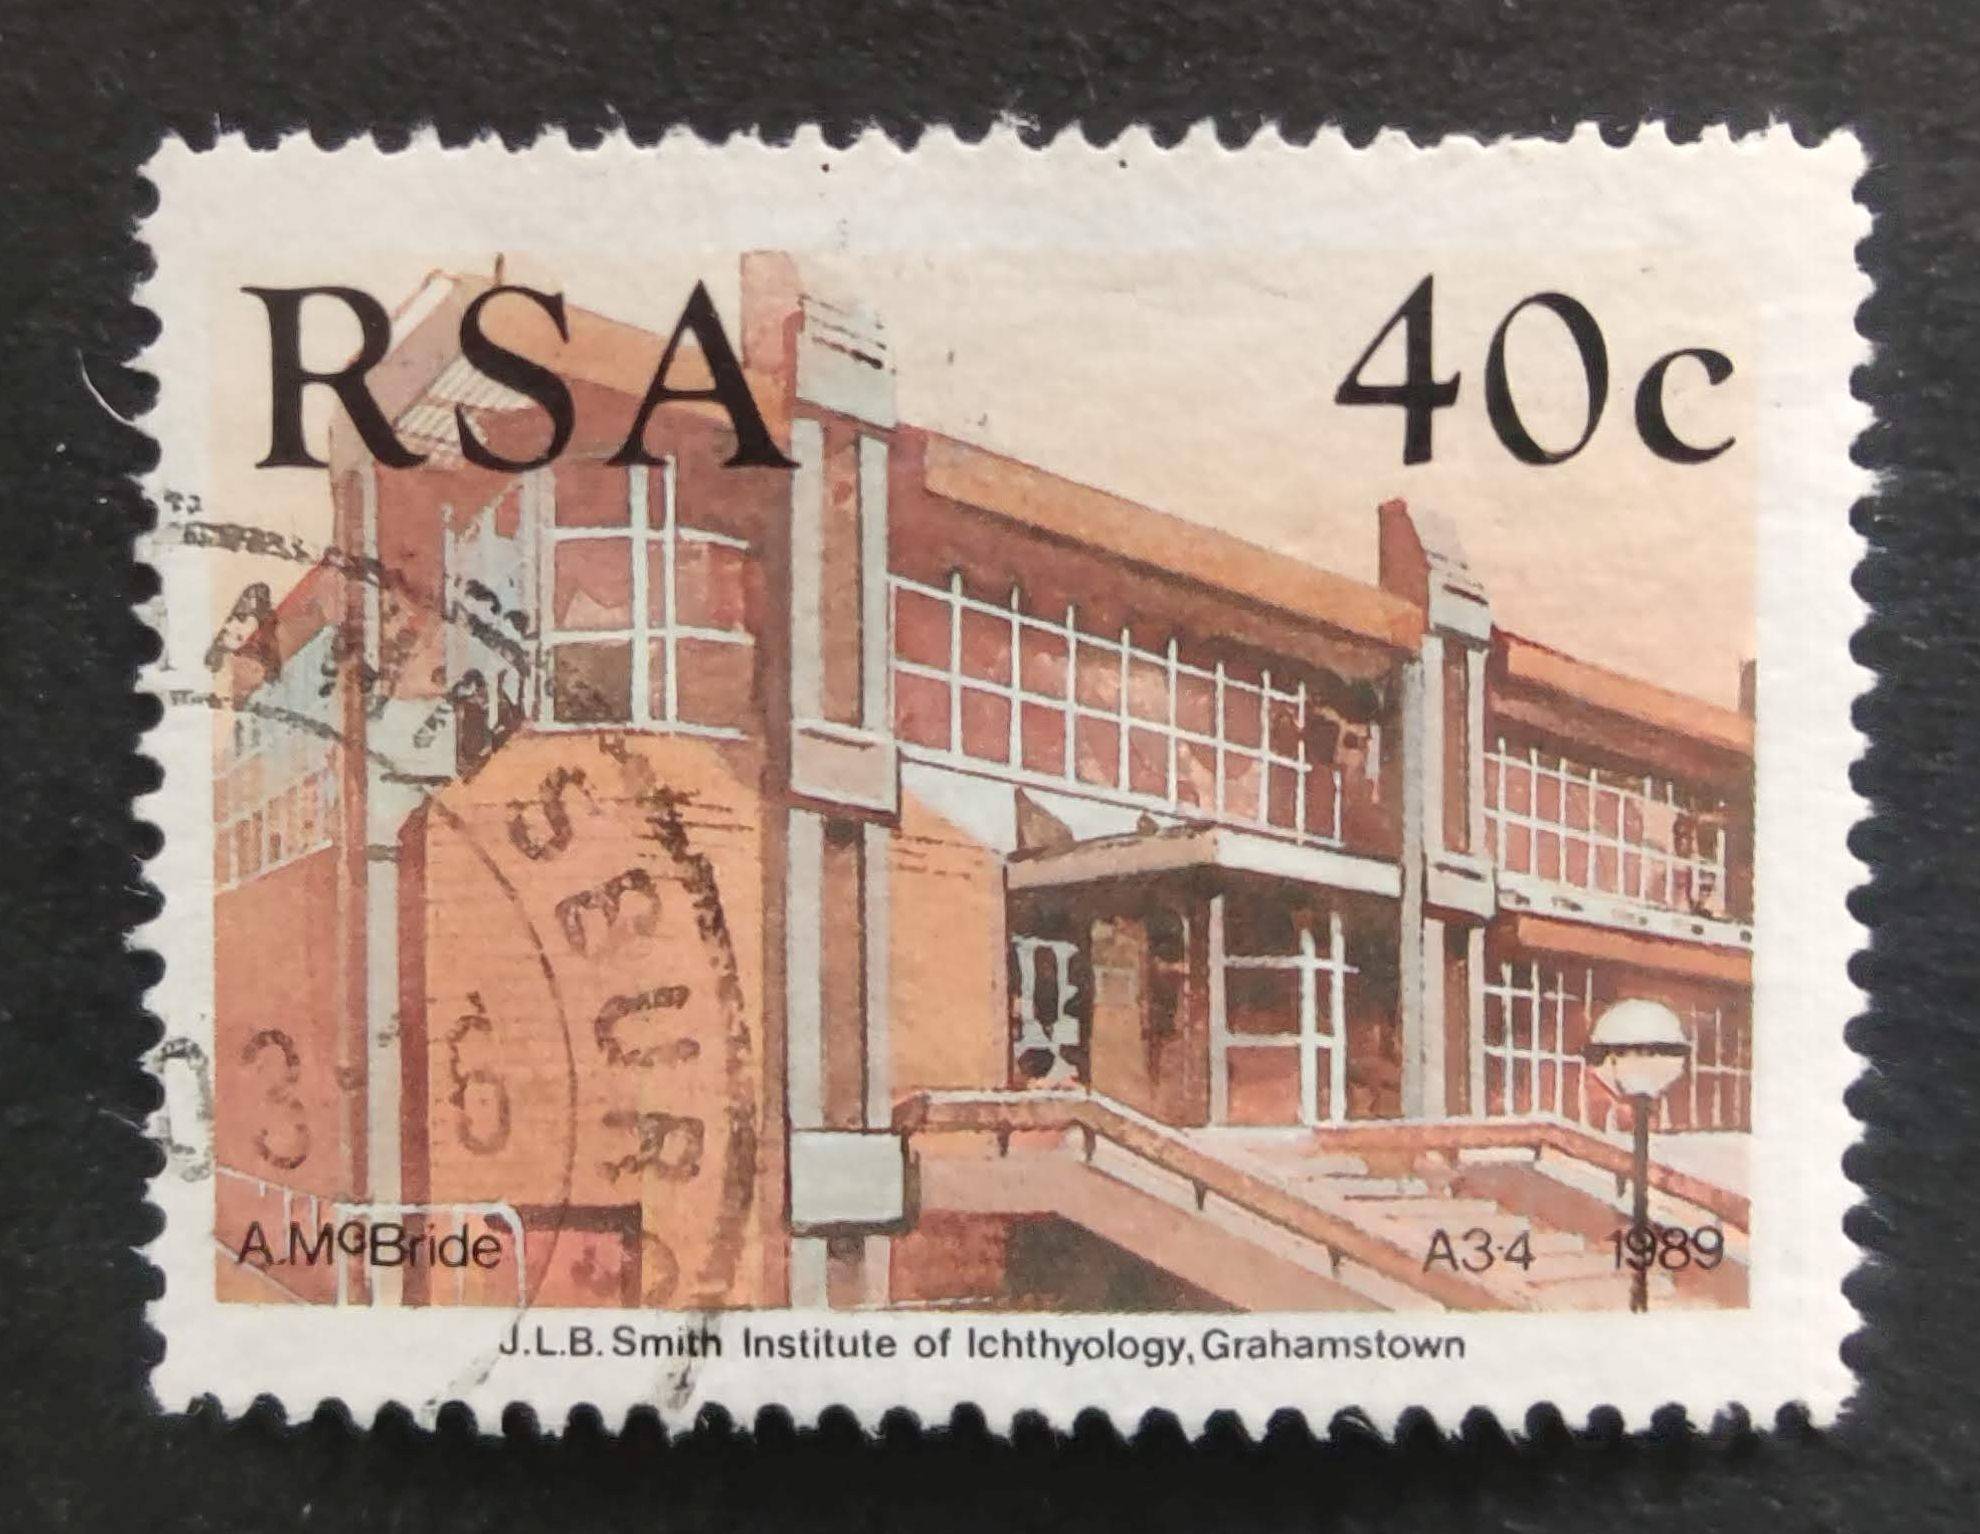 RSA 40c
A.McBride A3·4 1989
J.L.B. Smith Institute of Ichthyology, Grahamstown